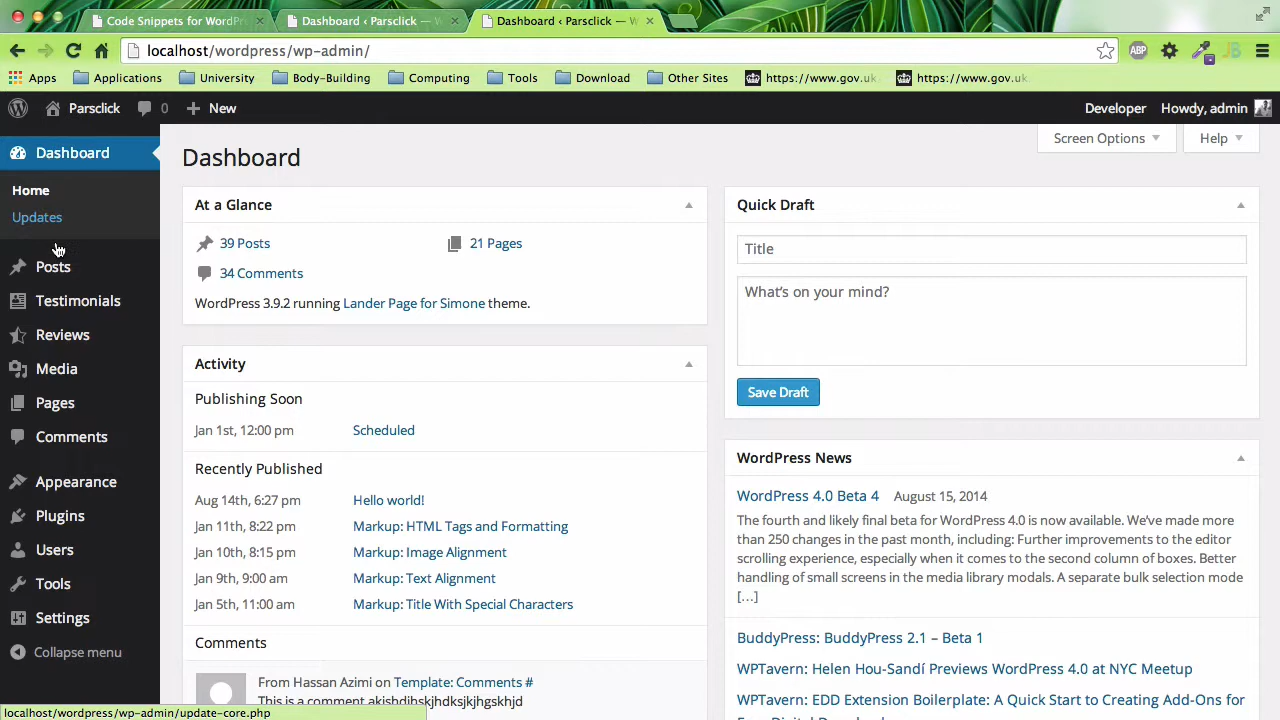 Code Snippets for WordPr
Dashboard ‹ Parsclick — W
Dashboard ‹ Parsclick — W
localhost/wordpress/wp-admin/
ABP
Apps
Applications
University
Body-Building
Computing
Tools
Download
Other Sites
https://www.gov.uk
https://www.gov.uk
Parsclick
0
New
Developer
Howdy, admin
Dashboard
Home
Updates
Posts
Testimonials
Reviews
Media
Pages
Comments
Appearance
Plugins
Users
Tools
Settings
Collapse menu
Screen Options
Help
Dashboard
At a Glance
39 Posts
21 Pages
34 Comments
WordPress 3.9.2 running Lander Page for Simone theme.
Activity
Publishing Soon
Jan 1st, 12:00 pm Scheduled
Recently Published
Aug 14th, 6:27 pm Hello world!
Jan 11th, 8:22 pm Markup: HTML Tags and Formatting
Jan 10th, 8:15 pm Markup: Image Alignment
Jan 9th, 9:00 am Markup: Text Alignment
Jan 5th, 11:00 am Markup: Title With Special Characters
Comments
From Hassan Azimi on Template: Comments #
This is a comment
Quick Draft
Title
What's on your mind?
Save Draft
WordPress News
WordPress 4.0 Beta 4 August 15, 2014
The fourth and likely final beta for WordPress 4.0 is now available. We've made more
than 250 changes in the past month, including: Further improvements to the editor
scrolling experience, especially when it comes to the second column of boxes. Better
handling of small screens in the media library modals. A separate bulk selection mode
[…]
BuddyPress: BuddyPress 2.1 – Beta 1
WPTavern: Helen Hou-Sandí Previews WordPress 4.0 at NYC Meetup
WPTavern: EDD Extension Boilerplate: A Quick Start to Creating Add-Ons for
localhost/wordpress/wp-admin/update-core.php